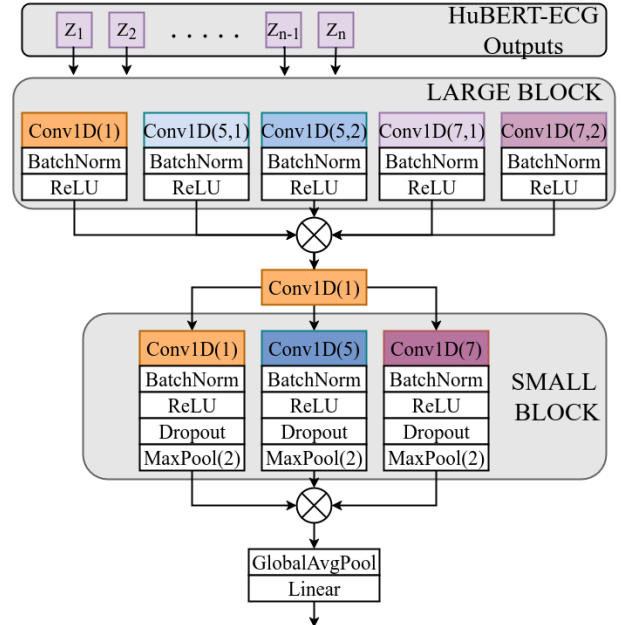 HuBERT-ECG
Outputs
Z1 Z2 ..... Zn-1 Zn
LARGE BLOCK
Conv1D(1) Conv1D(5,1) Conv1D(5,2) Conv1D(7,1) Conv1D(7,2)
BatchNorm BatchNorm BatchNorm BatchNorm BatchNorm
ReLU ReLU ReLU ReLU ReLU
Conv1D(1)
Conv1D(1) Conv1D(5) Conv1D(7)
BatchNorm BatchNorm BatchNorm
ReLU ReLU ReLU
Dropout Dropout Dropout
MaxPool(2) MaxPool(2) MaxPool(2)
SMALL
BLOCK
GlobalAvgPool
Linear